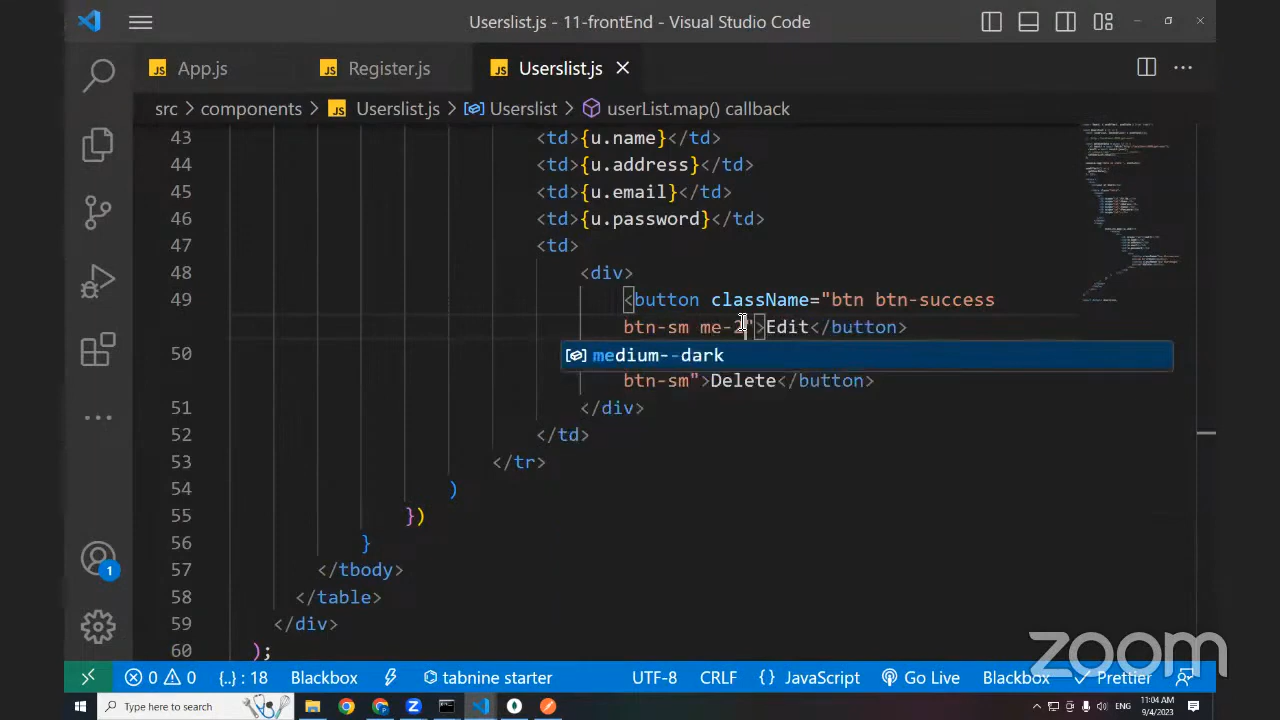 Userslist.js - 11-frontEnd - Visual Studio Code
JS App.js
JS Register.js
JS Userslist.js
src > components > JS Userslist.js > Userslist > userList.map() callback
43 <td>{u.name}</td>
44 <td>{u.address}</td>
45 <td>{u.email}</td>
46 <td>{u.password}</td>
47 <td>
48 <div>
49 <button className="btn btn-success
btn-sm me-2">Edit</button>
50 medium--dark
btn-sm">Delete</button>
51 </div>
52 </td>
53 </tr>
54 )
55 })
56 }
57 </tbody>
58 </table>
59 </div>
60 );
zoom
1
0 0 {..} : 18 Blackbox tabnine starter UTF-8 CRLF {} JavaScript Go Live Blackbox Prettier
Type here to search
11:04 AM
9/4/2023